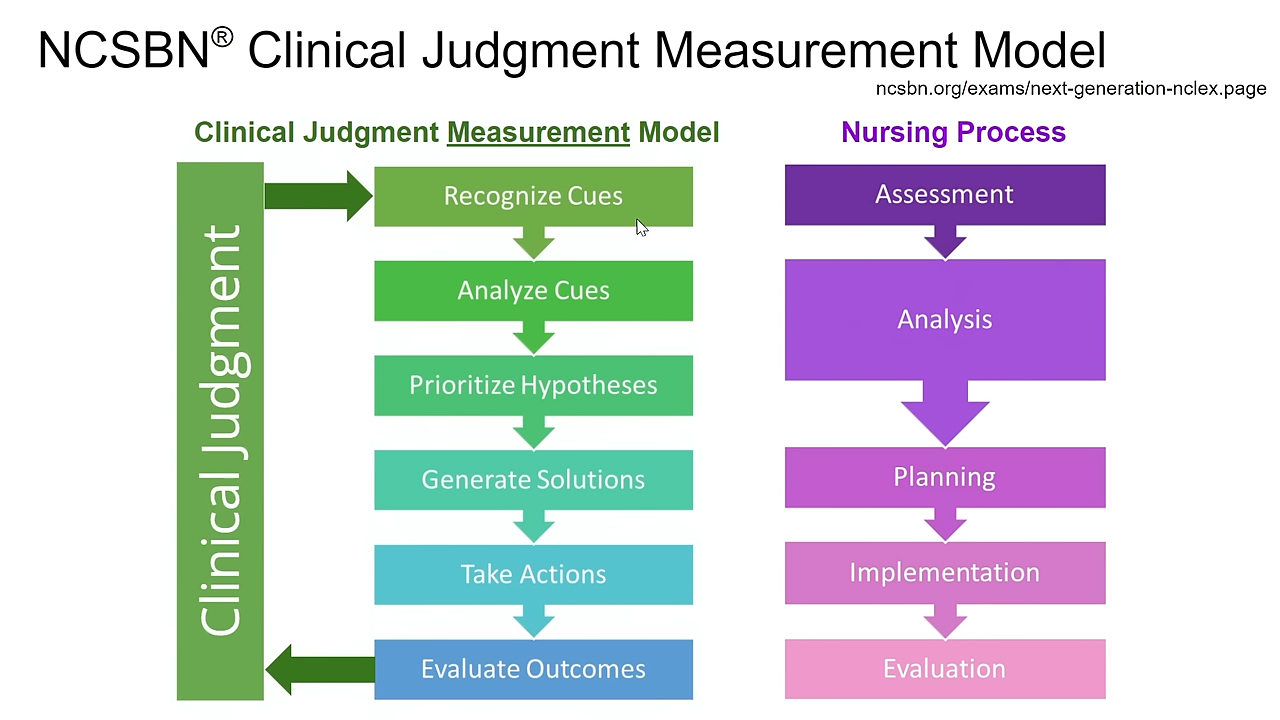 NCSBN® Clinical Judgment Measurement Model
ncsbn.org/exams/next-generation-nclex.page
Clinical Judgment Measurement Model
Nursing Process
Clinical Judgment
Recognize Cues
Analyze Cues
Prioritize Hypotheses
Generate Solutions
Take Actions
Evaluate Outcomes
Assessment
Analysis
Planning
Implementation
Evaluation